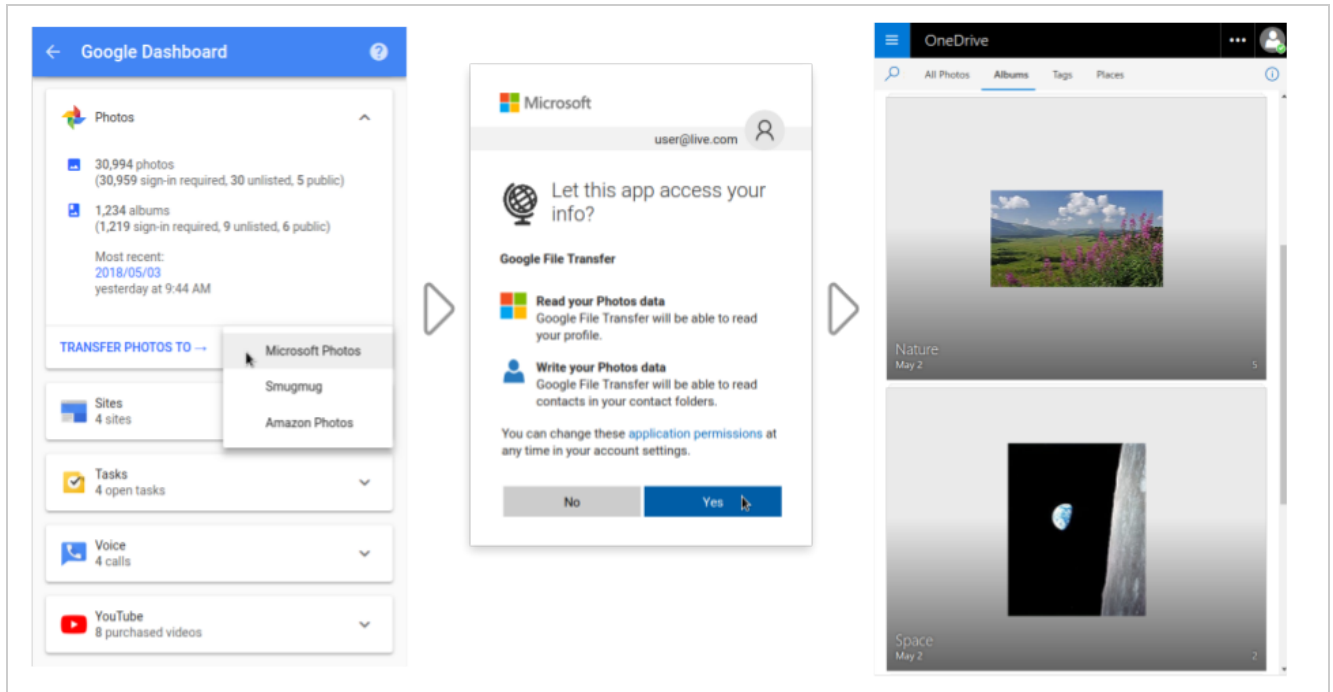 Google Dashboard
Photos
30,994 photos
(30,959 sign-in required, 30 unlisted, 5 public)
1,234 albums
(1,219 sign-in required, 9 unlisted, 6 public)
Most recent:
2018/05/03
yesterday at 9:44 AM
TRANSFER PHOTOS TO →
Microsoft Photos
Smugmug
Amazon Photos
Sites
4 sites
Tasks
4 open tasks
Voice
4 calls
YouTube
8 purchased videos
Microsoft
user@live.com
Let this app access your
info?
Google File Transfer
Read your Photos data
Google File Transfer will be able to read
your profile.
Write your Photos data
Google File Transfer will be able to read
contacts in your contact folders.
You can change these application permissions at
any time in your account settings.
No
Yes
OneDrive
All Photos Albums Tags Places
Nature
May 2 5
Space
May 2 2